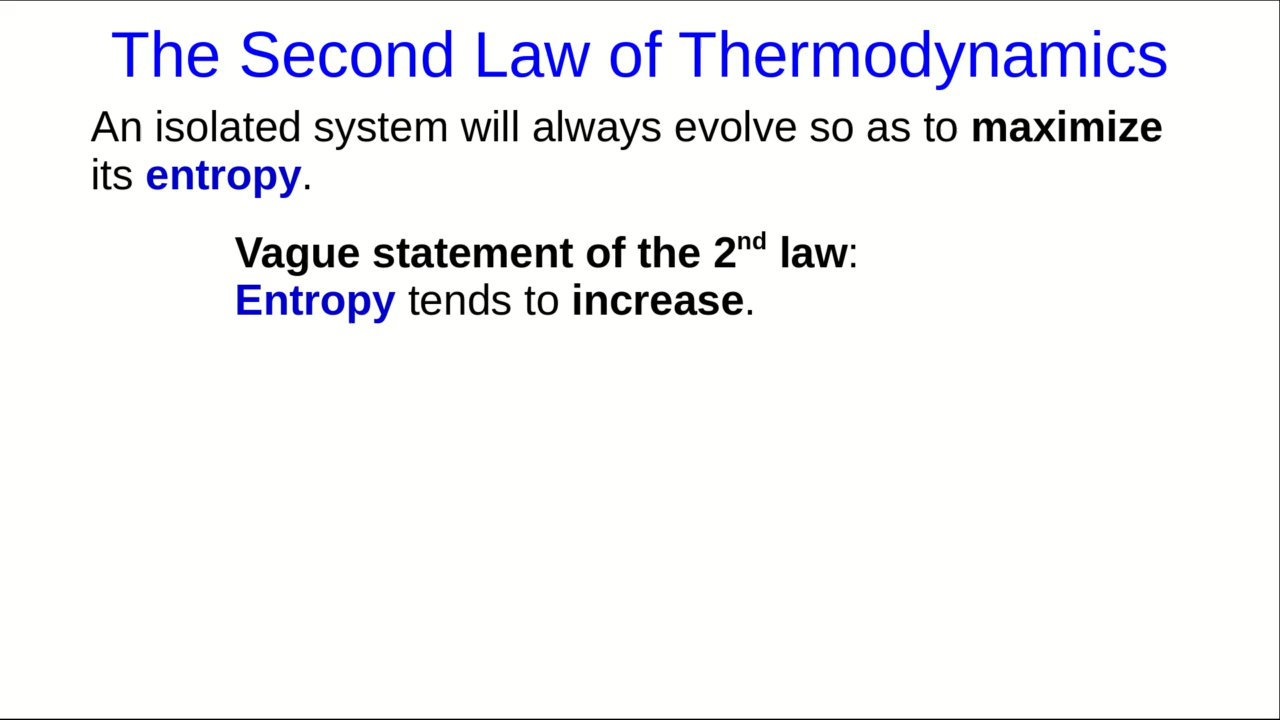 The Second Law of Thermodynamics
An isolated system will always evolve so as to maximize
its entropy.
Vague statement of the 2nd law:
Entropy tends to increase.